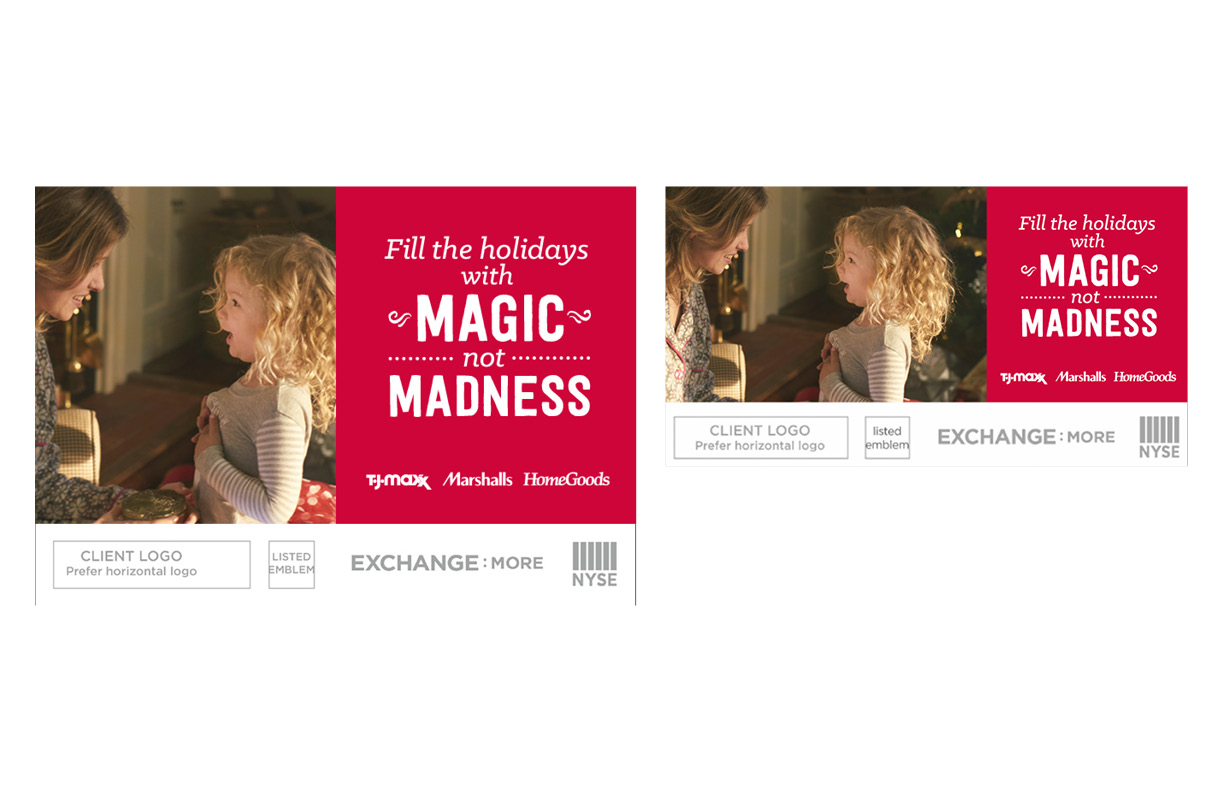 Fill the holidays
with
MAGIC
not
MADNESS
T·J·maxx Marshalls HomeGoods
CLIENT LOGO
Prefer horizontal logo
LISTED
EMBLEM
EXCHANGE : MORE
NYSE
Fill the holidays
with
MAGIC
not
MADNESS
T·J·maxx Marshalls HomeGoods
CLIENT LOGO
Prefer horizontal logo
listed
emblem
EXCHANGE : MORE
NYSE